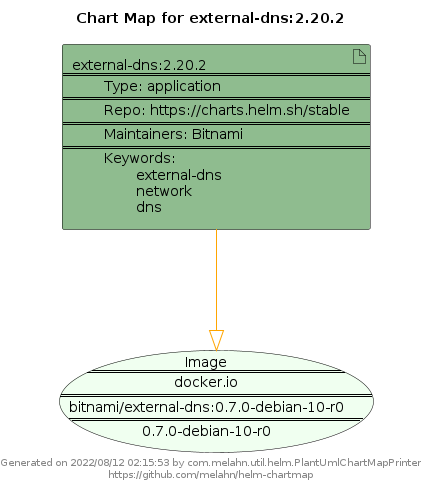 Chart Map for external-dns:2.20.2
external-dns:2.20.2
Type: application
Repo: https://charts.helm.sh/stable
Maintainers: Bitnami
Keywords:
external-dns
network
dns
Image
docker.io
bitnami/external-dns:0.7.0-debian-10-r0
0.7.0-debian-10-r0
Generated on 2022/08/12 02:15:53 by com.melahn.util.helm.PlantUmlChartMapPrinter
https://github.com/melahn/helm-chartmap